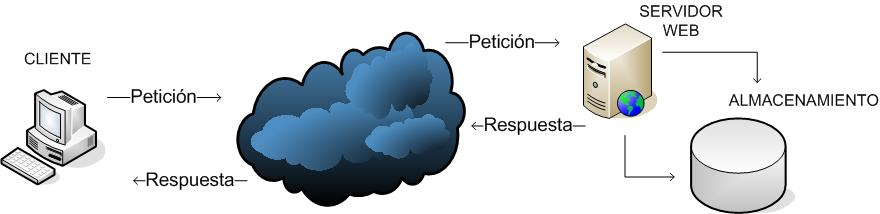 CLIENTE
Petición
Respuesta
Petición
Respuesta
SERVIDOR
WEB
ALMACENAMIENTO